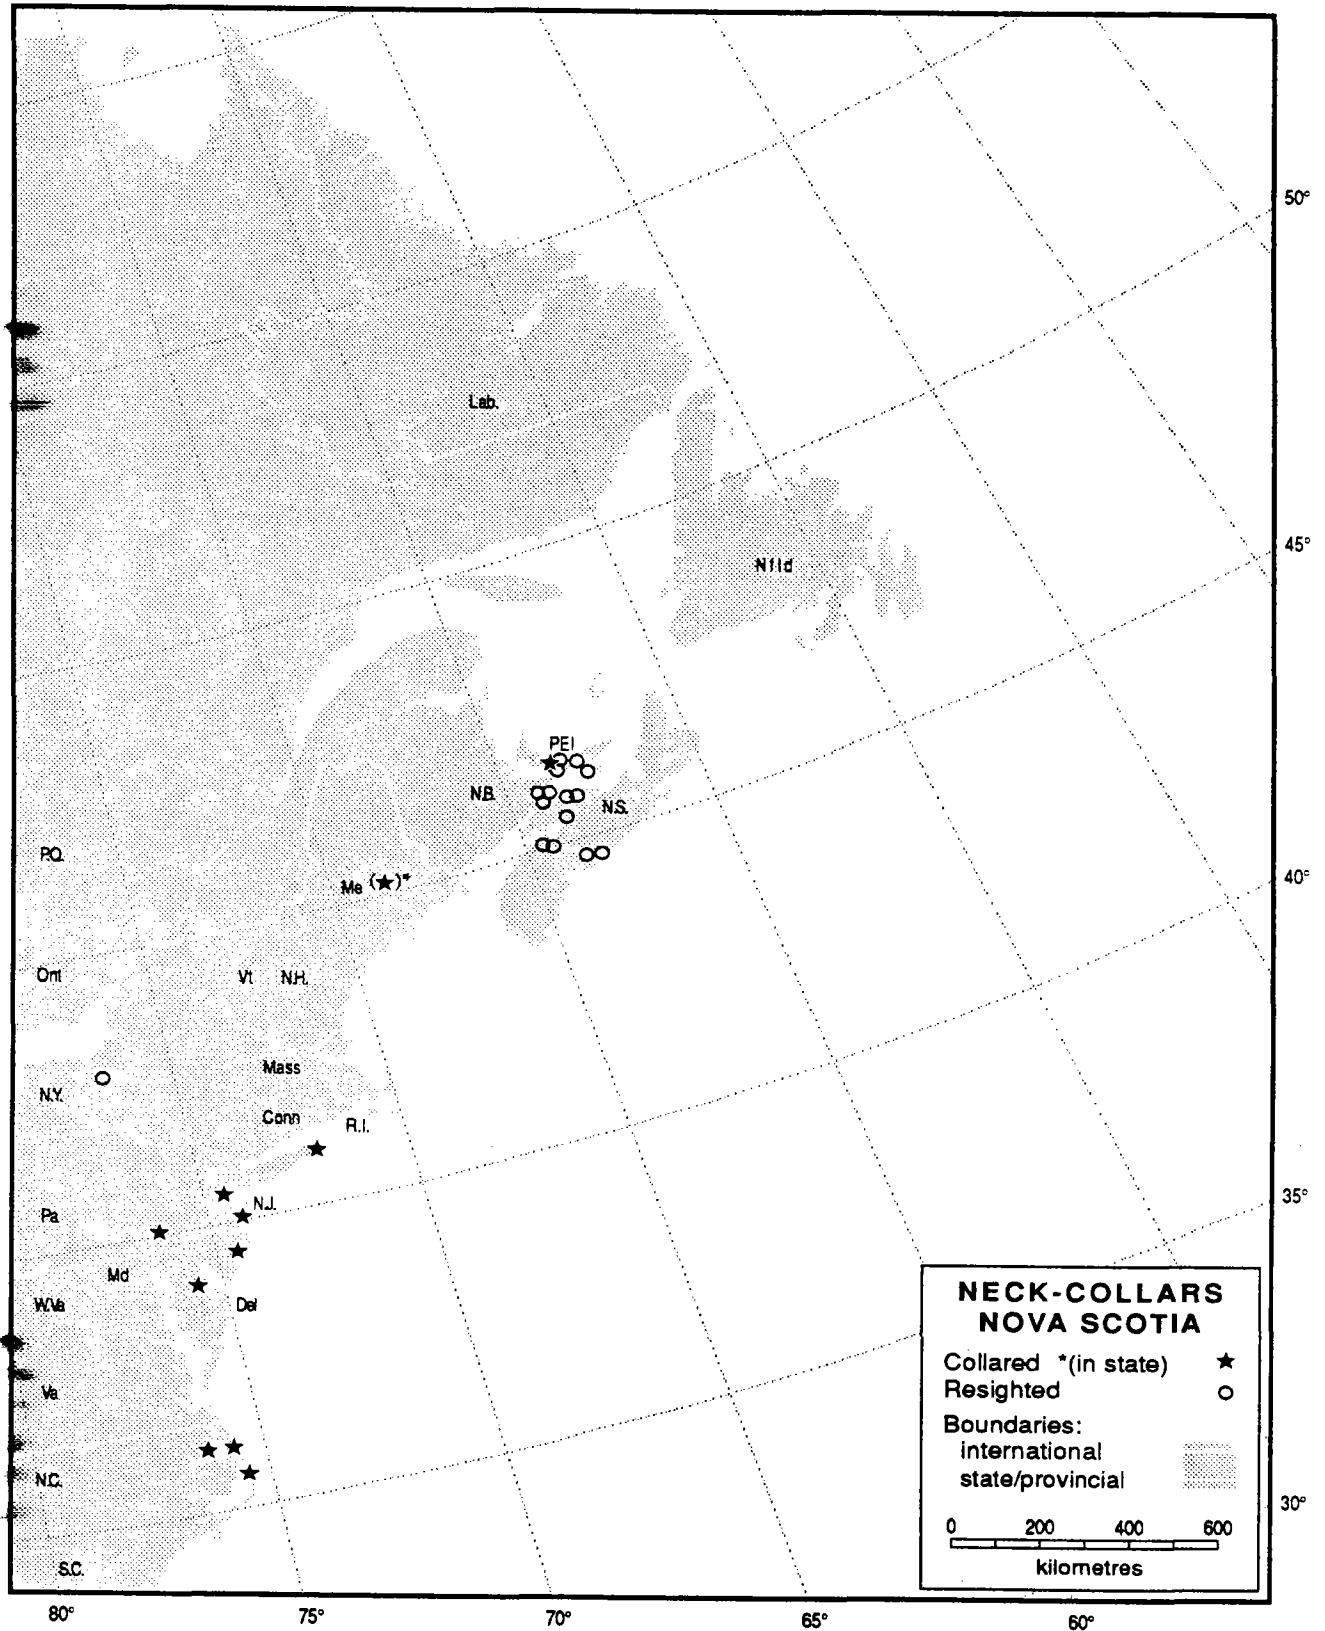 50°
Lab.
45°
Nfld
PEI
N.B.
N.S.
P.Q.
40°
Me (★)*
Ont
Vt
N.H.
Mass
N.Y.
Conn
R.I.
35°
N.J.
Pa
Md
W.Va
Del
NECK-COLLARS
NOVA SCOTIA
Collared *(in state) ★
Resighted
Va
Boundaries:
international
state/provincial
N.C.
30°
0 200 400 600
kilometres
S.C.
80° 75° 70° 65° 60°